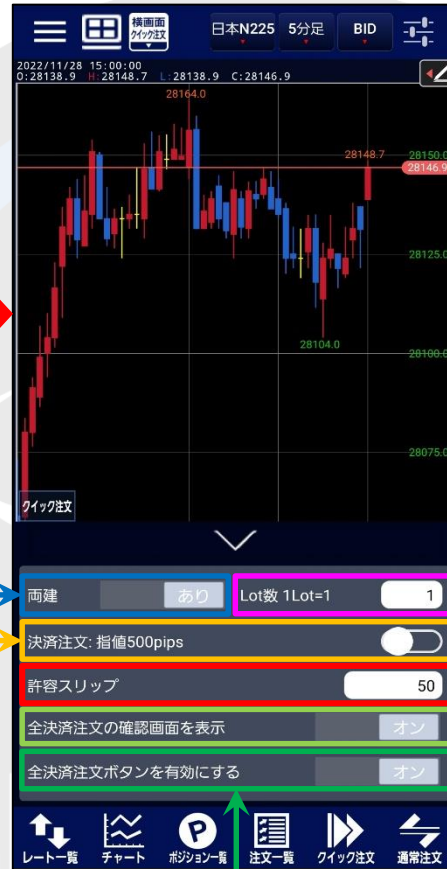 横画面
クイック注文
日本N225 5分足 BID
2022/11/28 15:00:00
O:28138.9 H:28148.7 L:28138.9 C:28146.9
28164.0
28148.7
28150.0
28146.9
28125.0
28104.0
28100.0
28075.0
クイック注文
両建 あり Lot数 1Lot=1 1
決済注文: 指値500pips
許容スリップ 50
全決済注文の確認画面を表示 オン
全決済注文ボタンを有効にする オン
レート一覧 チャート ポジション一覧 注文一覧 クイック注文 通常注文